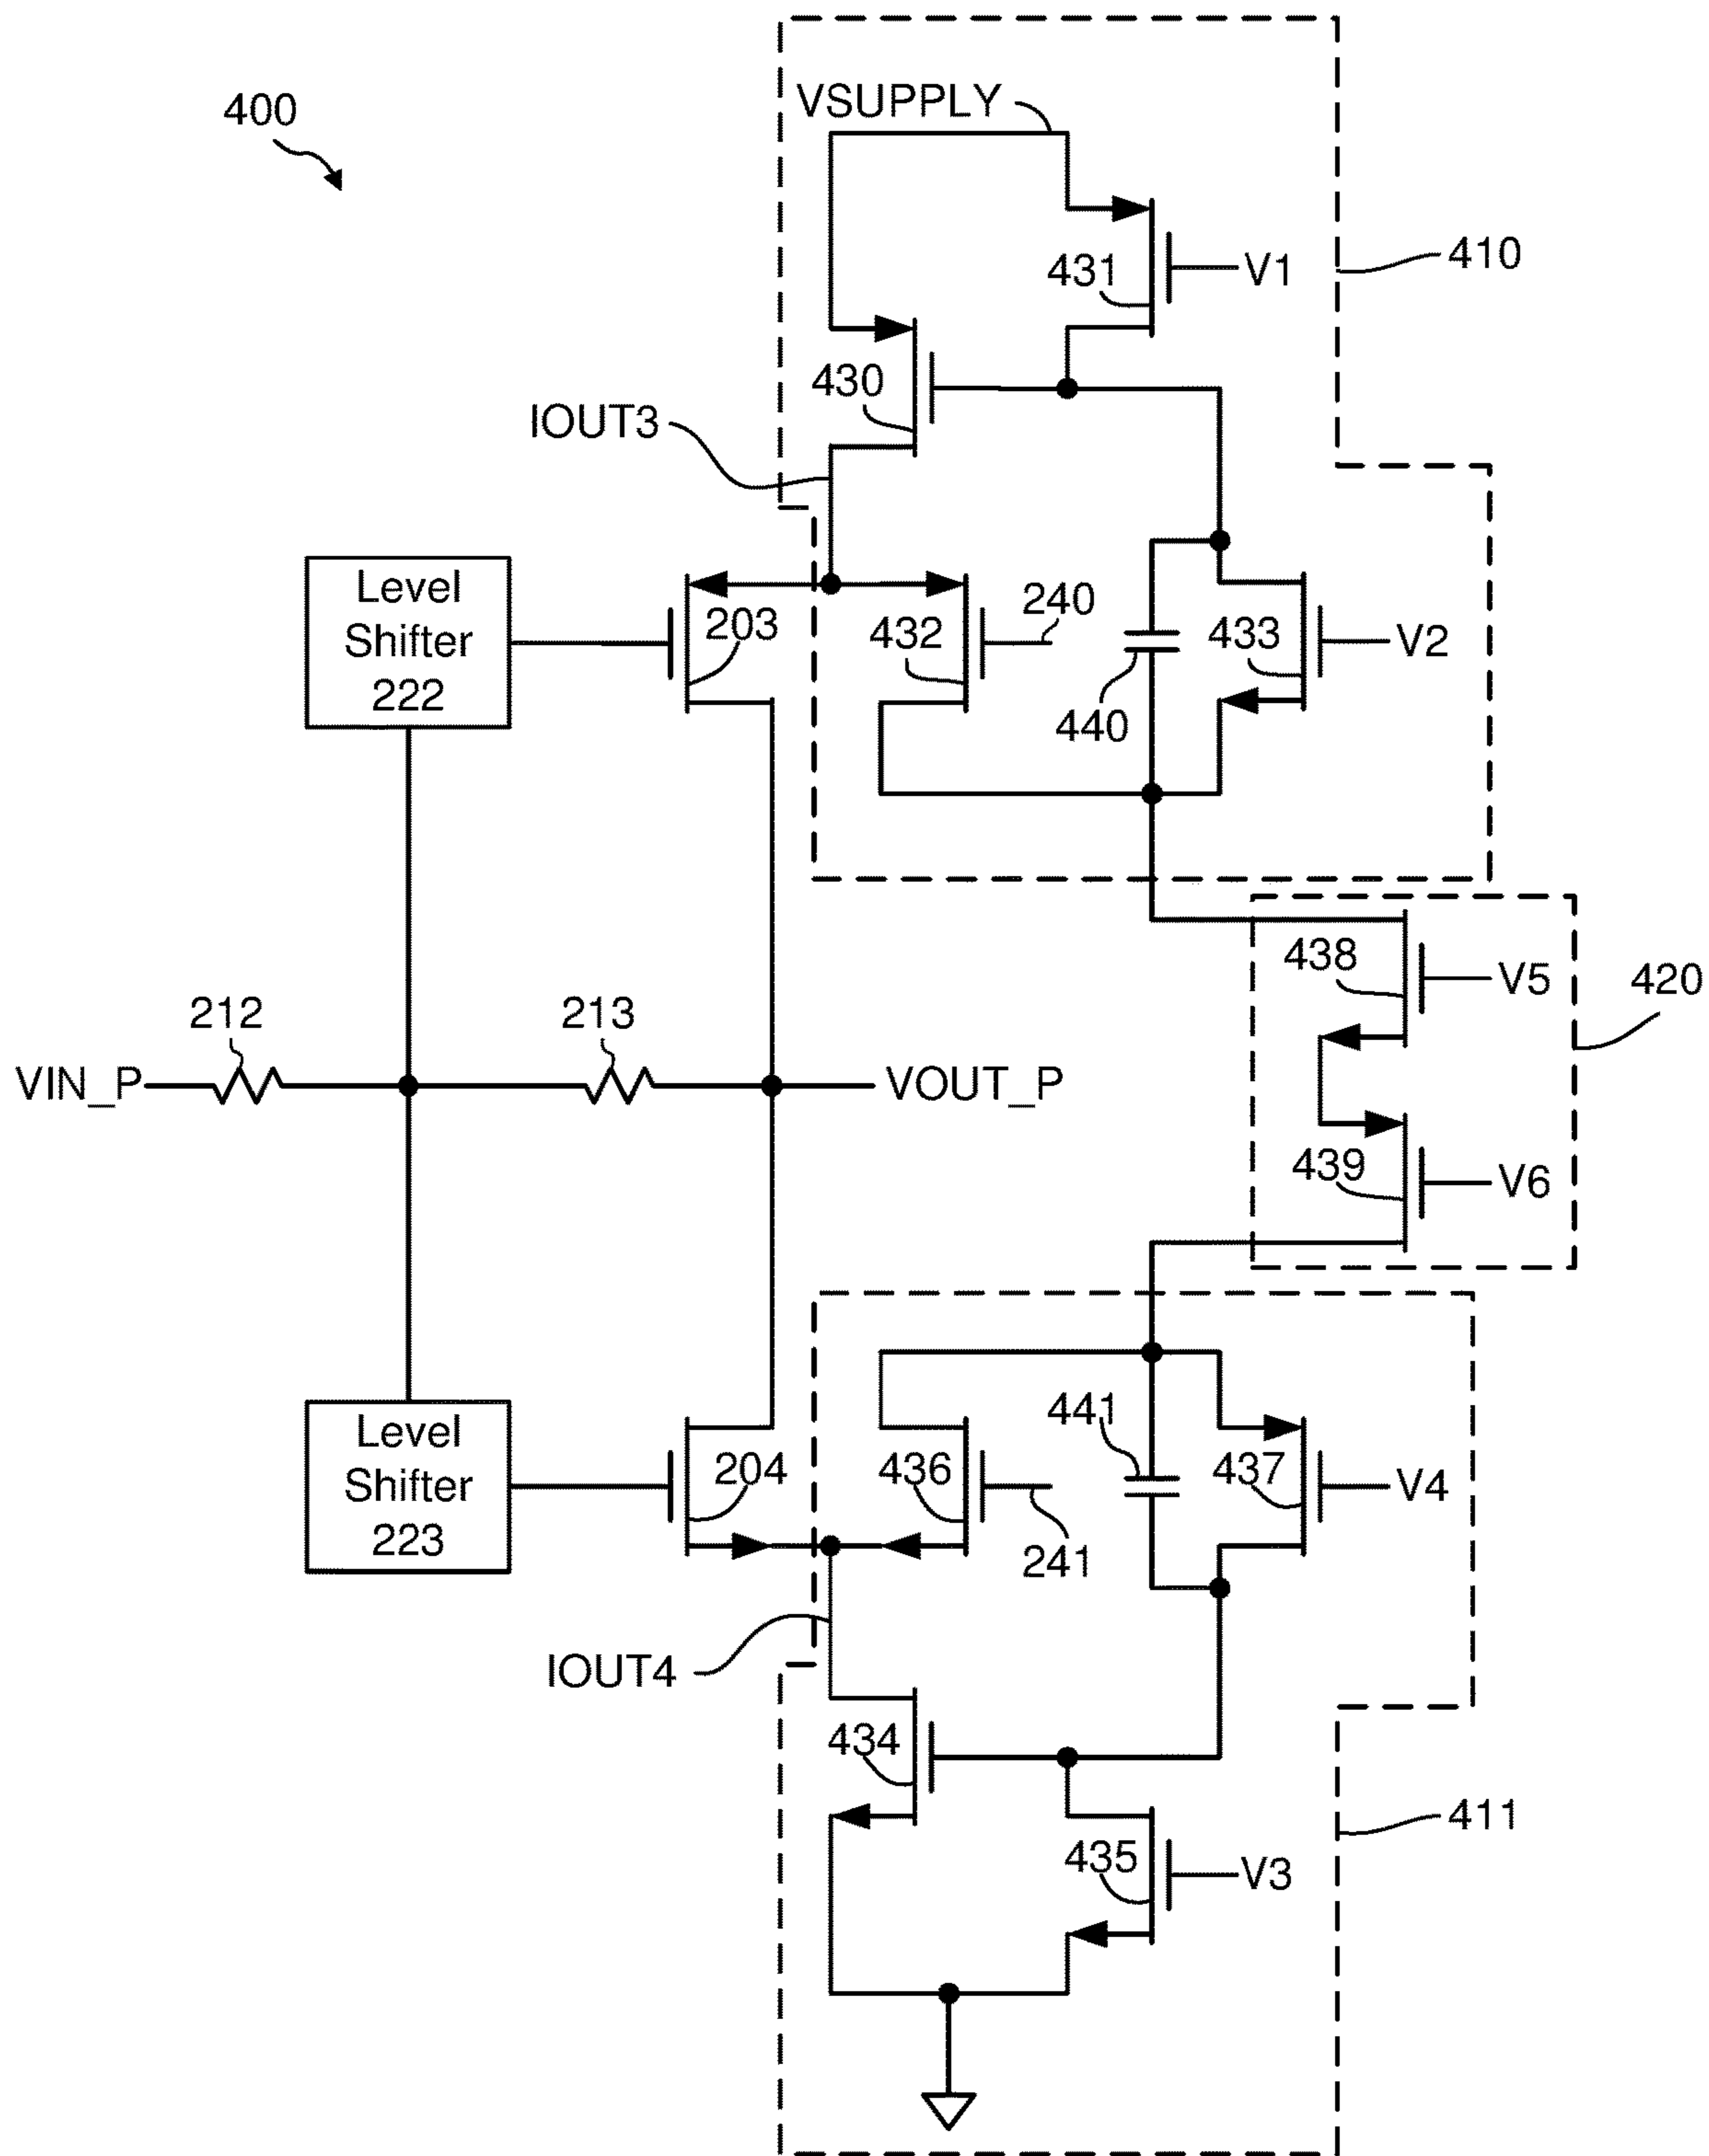 400
VSUPPLY
431
V1
410
430
IOUT3
Level
Shifter
222
203
432
240
440
433
V2
438
V5
420
VIN_P
212
213
VOUT_P
439
V6
Level
Shifter
223
204
436
241
441
437
V4
IOUT4
434
435
V3
411